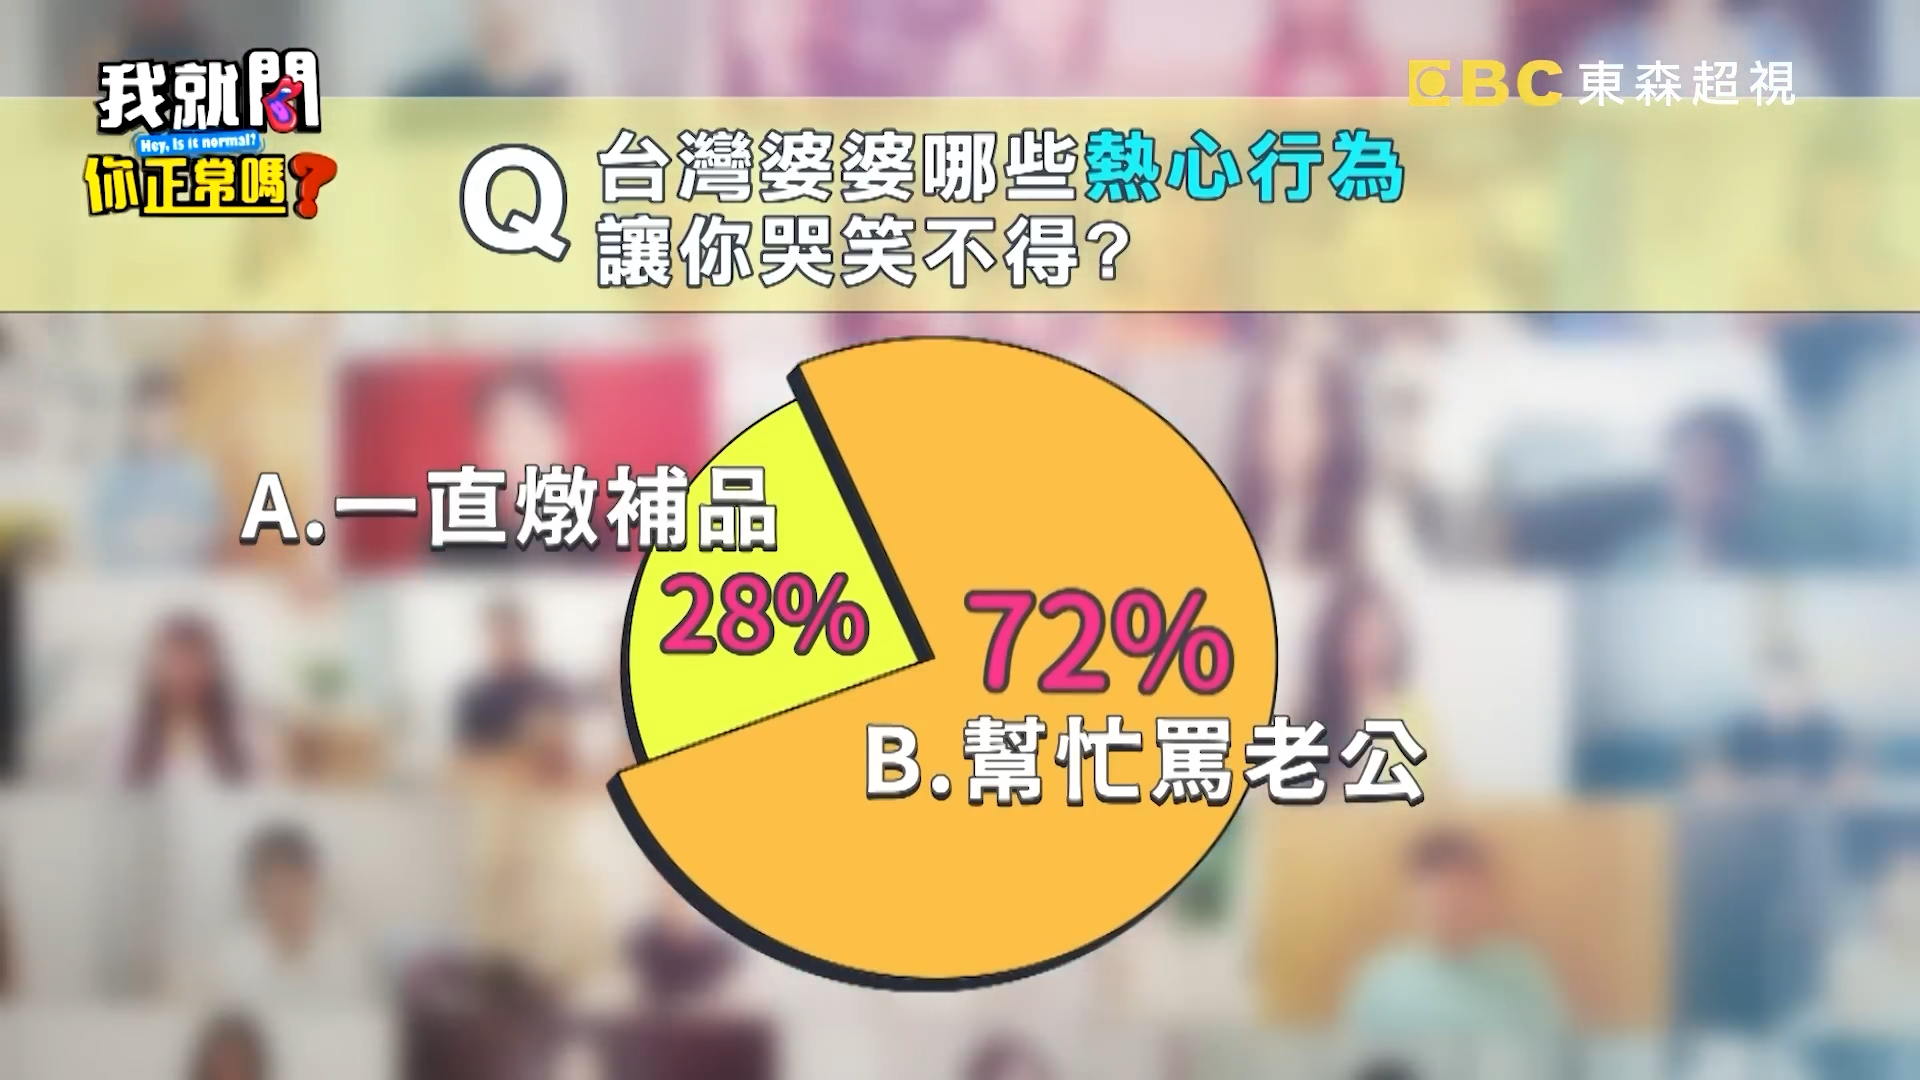 我就問
Hey, Is it normal?
你正常嗎?
EBC 東森超視
Q 台灣婆婆哪些熱心行為
讓你哭笑不得?
A.一直燉補品
28%
72%
B.幫忙罵老公